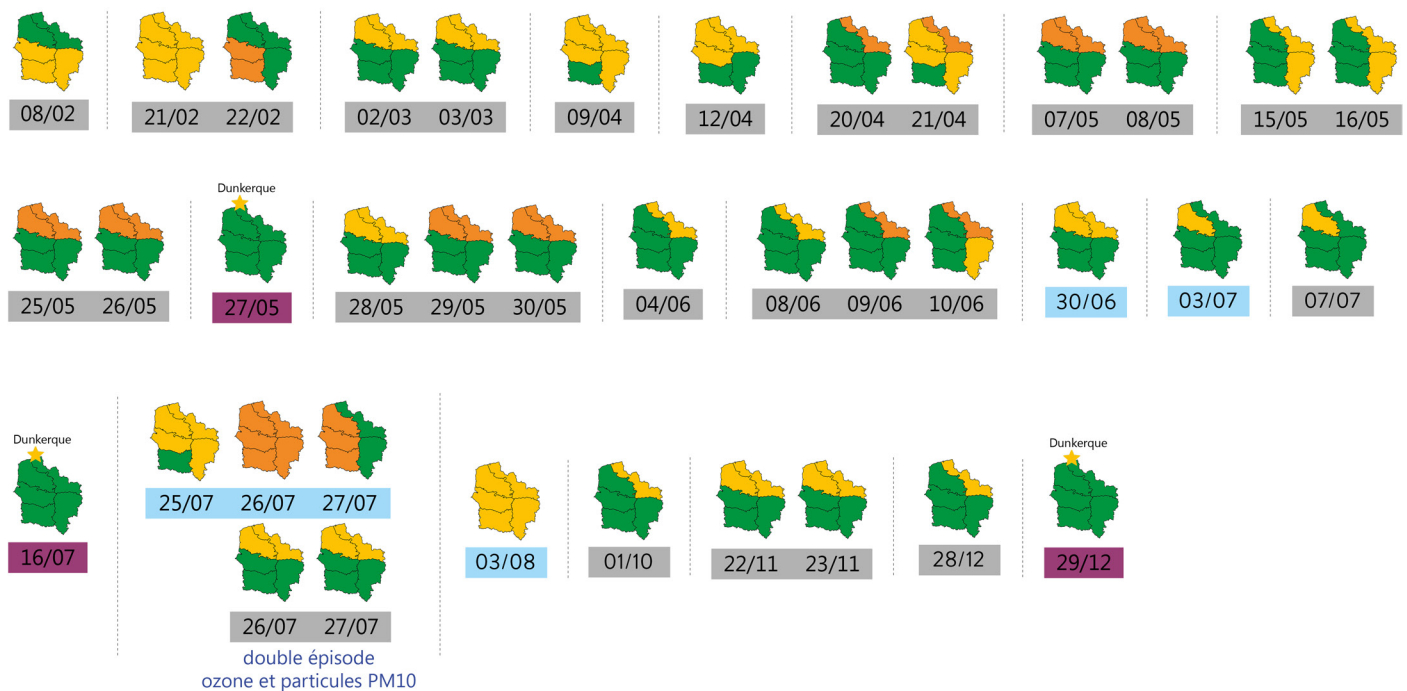 08/02
21/02 22/02
02/03 03/03
09/04
12/04
20/04 21/04
07/05 08/05
15/05 16/05
25/05 26/05
Dunkerque
27/05
28/05 29/05 30/05
04/06
08/06 09/06 10/06
30/06
03/07
07/07
Dunkerque
16/07
25/07 26/07 27/07
26/07 27/07
double épisode
ozone et particules PM10
03/08
01/10
22/11 23/11
28/12
Dunkerque
29/12